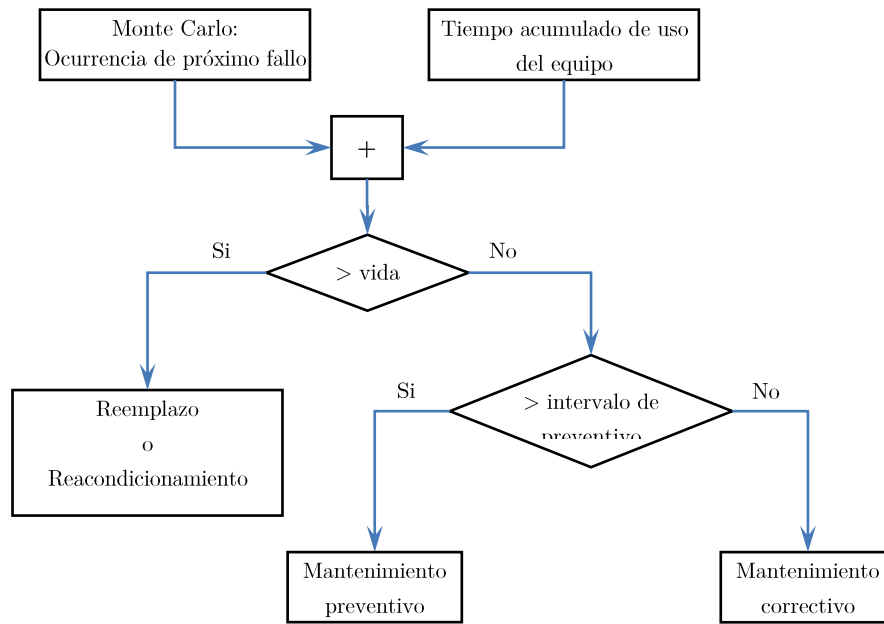 Monte Carlo:
Ocurrencia de próximo fallo
Tiempo acumulado de uso
del equipo
+
Si
No
> vida
Si
No
> intervalo de
preventivo
Reemplazo
o
Reacondicionamiento
Mantenimiento
preventivo
Mantenimiento
correctivo